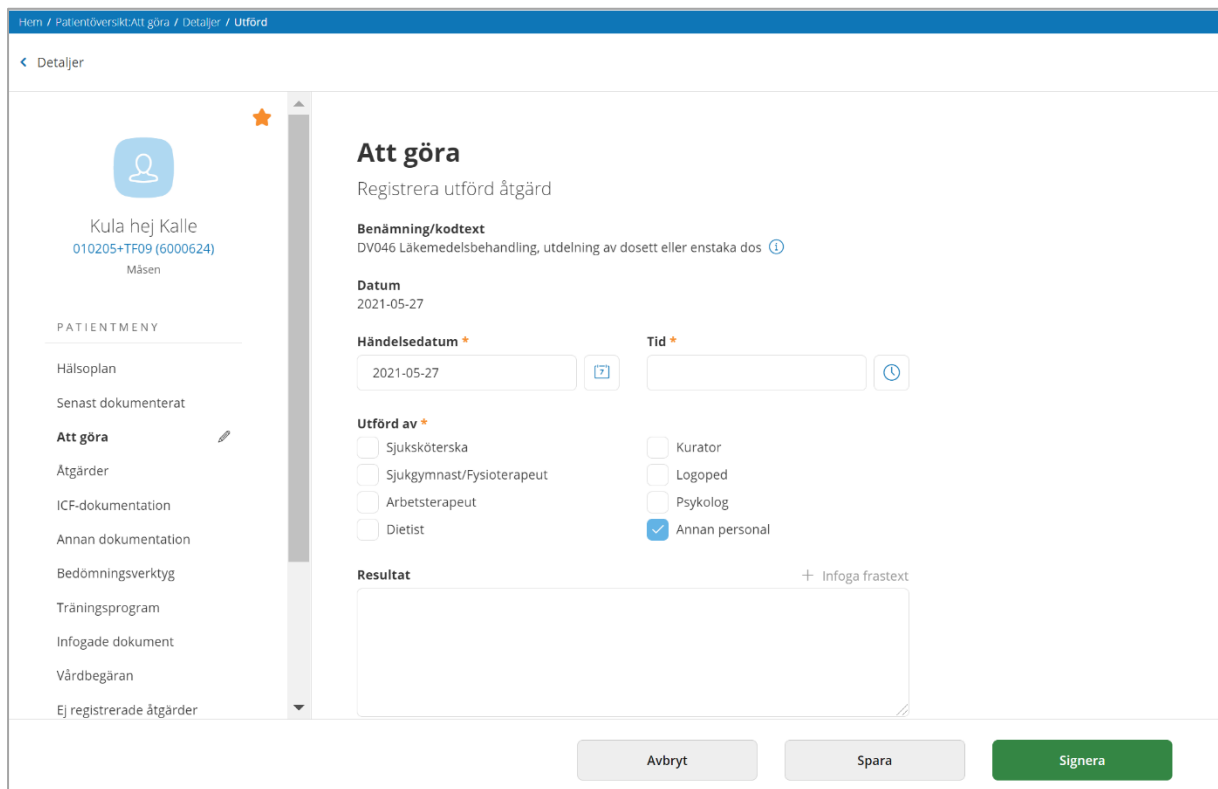 Hem / Patientöversikt:Att göra / Detaljer / Utförd
Detaljer
Kula hej Kalle
010205+TF09 (6000624)
Måsen
PATIENTMENY
Hälsoplan
Senast dokumenterat
Att göra
Åtgärder
ICF-dokumentation
Annan dokumentation
Bedömningsverktyg
Träningsprogram
Infogade dokument
Vårdbegäran
Ej registrerade åtgärder
Att göra
Registrera utförd åtgärd
Benämning/kodtext
DV046 Läkemedelsbehandling, utdelning av dosett eller enstaka dos
Datum
2021-05-27
Händelsedatum * Tid *
2021-05-27 7
Utförd av *
Sjuksköterska Kurator
Sjukgymnast/Fysioterapeut Logoped
Arbetsterapeut Psykolog
Dietist Annan personal
Resultat + Infoga frastext
Avbryt Spara Signera